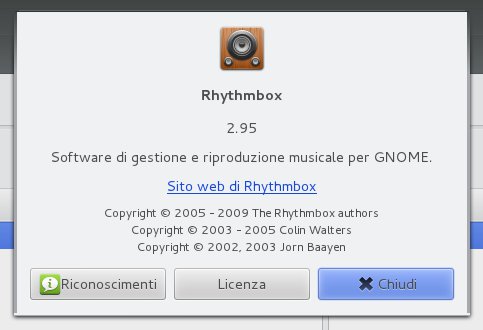 Rhythmbox
2.95
Software di gestione e riproduzione musicale per GNOME.
Sito web di Rhythmbox
Copyright © 2005 - 2009 The Rhythmbox authors
Copyright © 2003 - 2005 Colin Walters
Copyright © 2002, 2003 Jorn Baayen
Riconoscimenti Licenza Chiudi